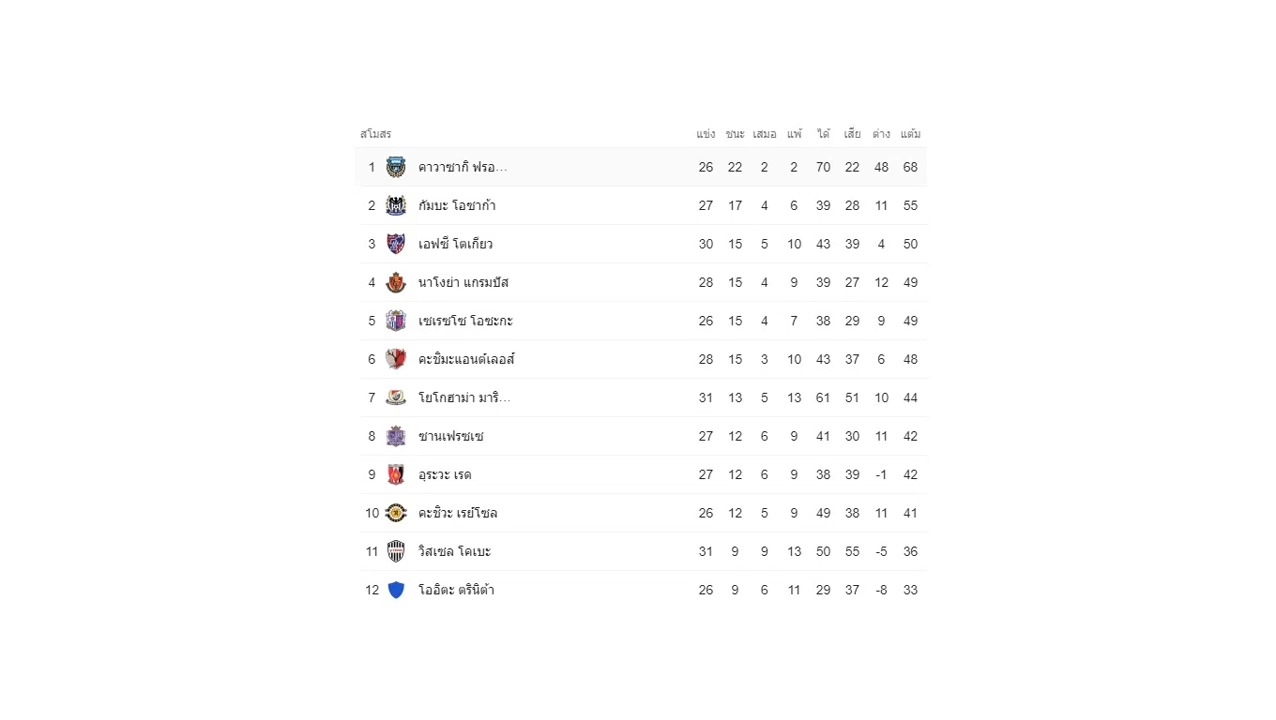 สโมสร แข่ง ชนะ เสมอ แพ้ ได้ เสีย ต่าง แต้ม
1 คาวาซากิ ฟรอ... 26 22 2 2 70 22 48 68
2 กัมบะ โอซาก้า 27 17 4 6 39 28 11 55
3 เอฟซี โตเกียว 30 15 5 10 43 39 4 50
4 นาโงย่า แกรมปัส 28 15 4 9 39 27 12 49
5 เซเรซโซ โอซะกะ 26 15 4 7 38 29 9 49
6 คะชิมะแอนต์เลอส์ 28 15 3 10 43 37 6 48
7 โยโกฮาม่า มาริ... 31 13 5 13 61 51 10 44
8 ซานเฟรซเซ 27 12 6 9 41 30 11 42
9 อุระวะ เรด 27 12 6 9 38 39 -1 42
10 คะชิวะ เรย์โซล 26 12 5 9 49 38 11 41
11 วิสเซล โคเบะ 31 9 9 13 50 55 -5 36
12 โออิตะ ตรินิต้า 26 9 6 11 29 37 -8 33